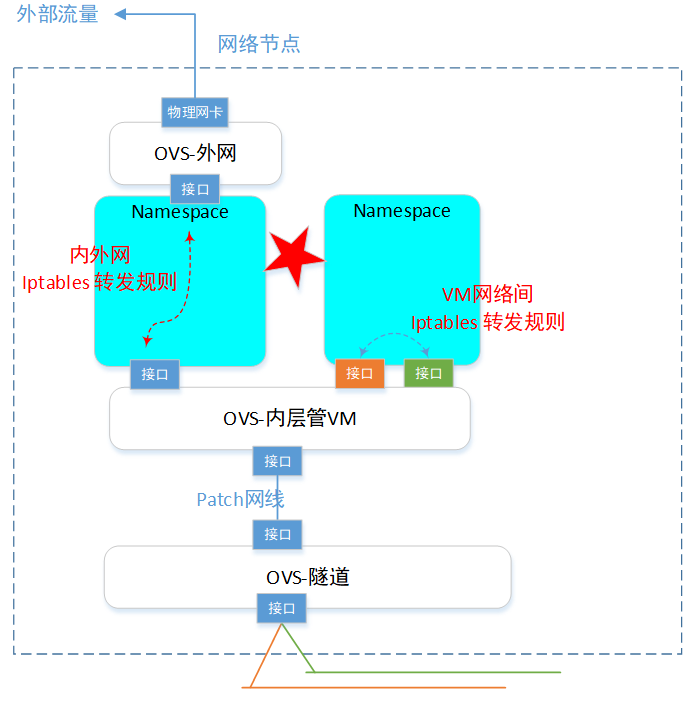 外部流量
网络节点
物理网卡
OVS-外网
接口
Namespace
Namespace
内外网
Iptables 转发规则
VM网络间
Iptables 转发规则
接口
接口
接口
OVS-内层管VM
接口
Patch网线
接口
OVS-隧道
接口